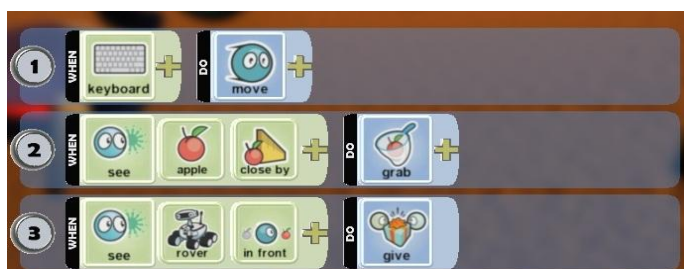 1 WHEN keyboard DO move
2 WHEN see apple close by DO grab
3 WHEN see rover in front DO give